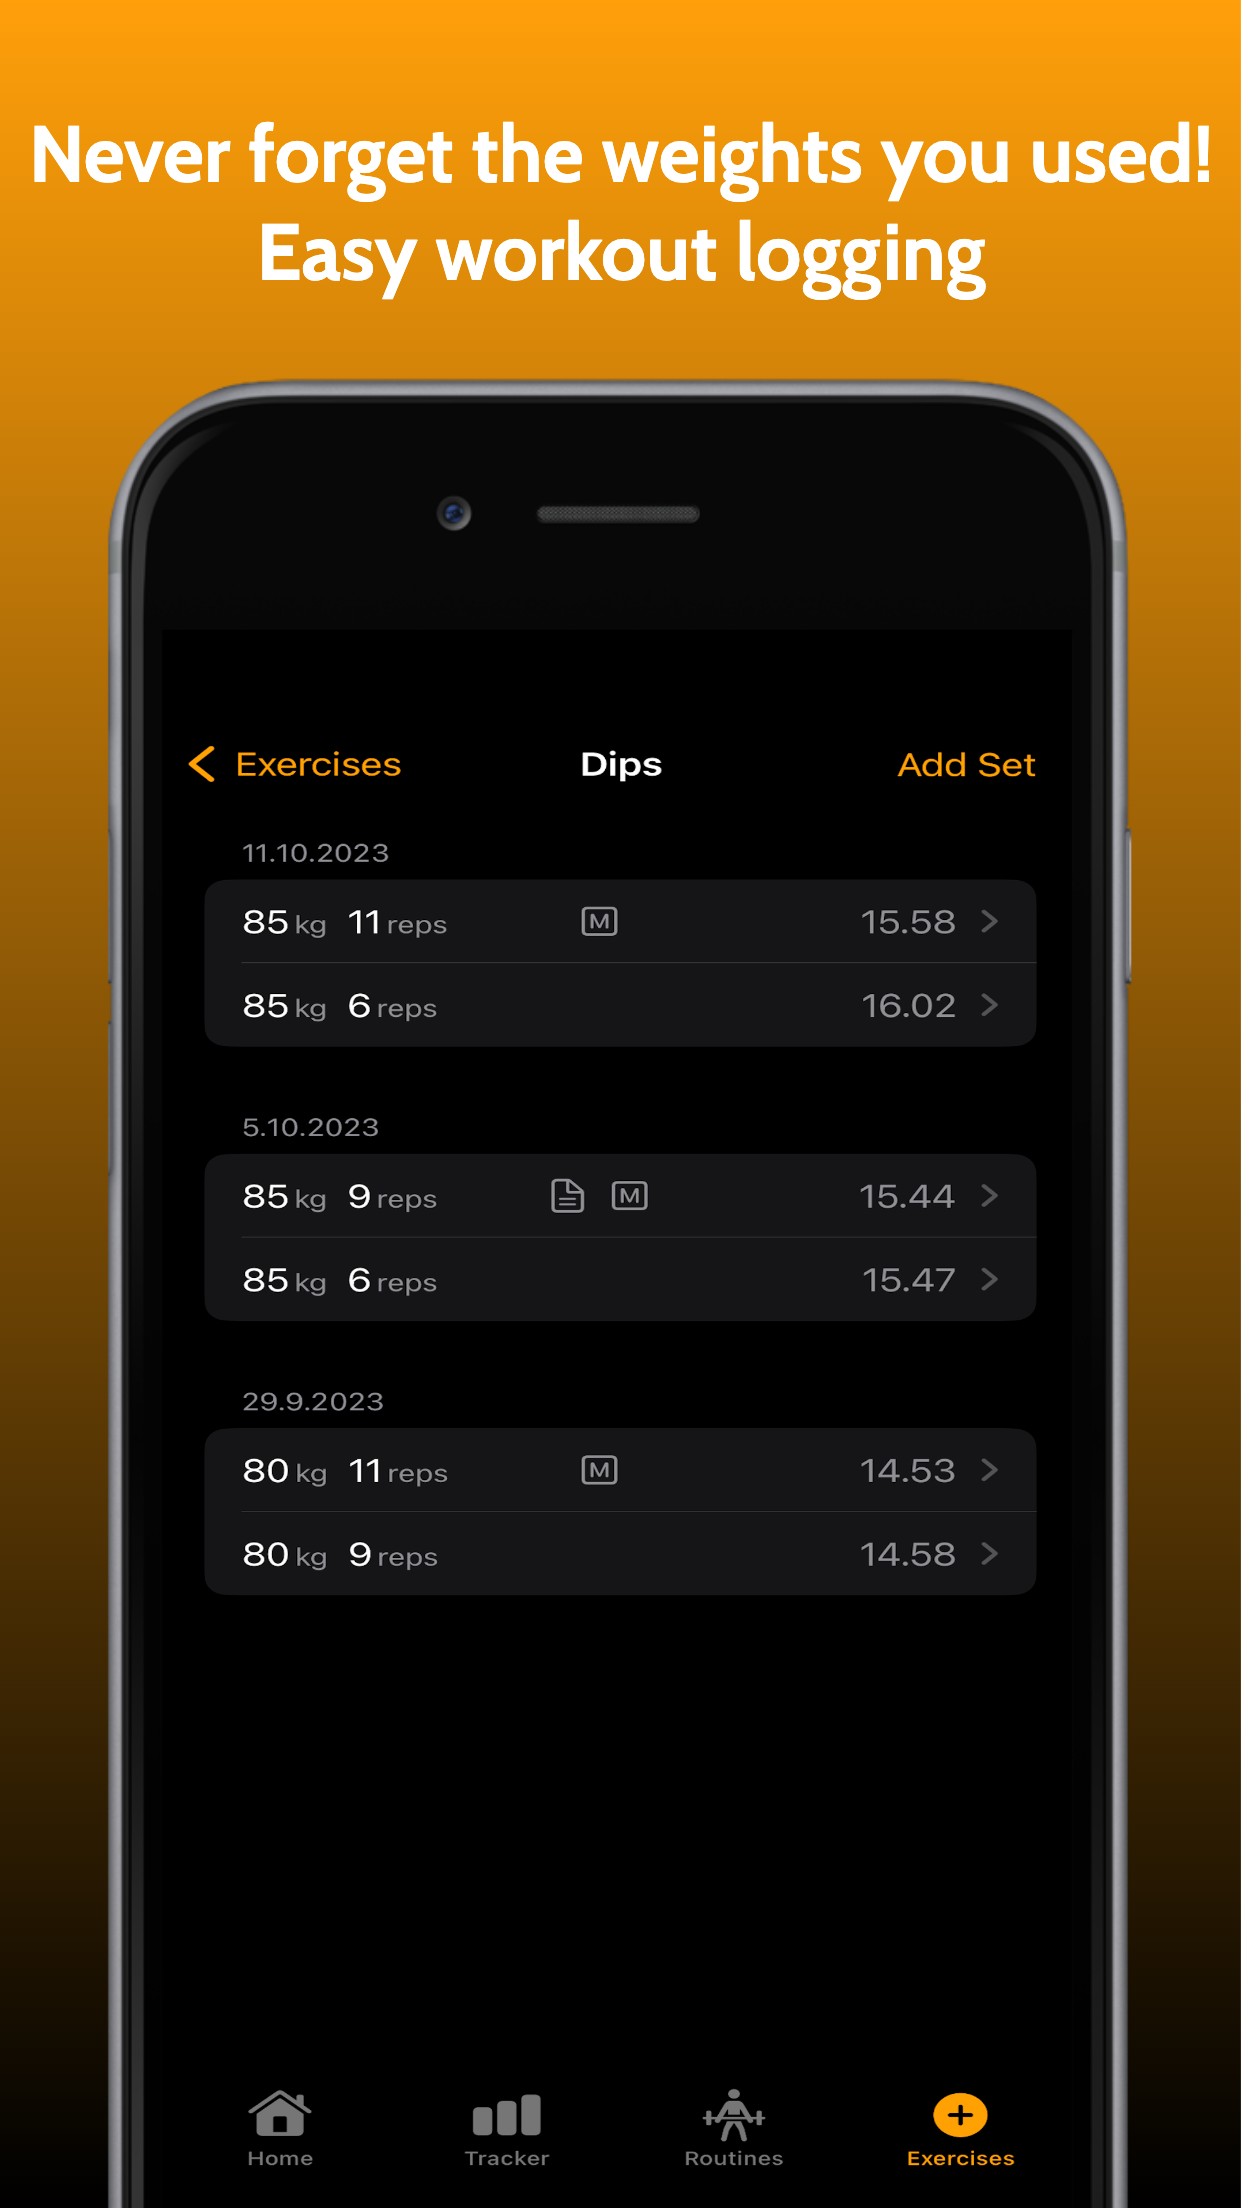 Never forget the weights you used!
Easy workout logging
Exercises Dips Add Set
11.10.2023
85 kg 11 reps M 15.58
85 kg 6 reps 16.02
5.10.2023
85 kg 9 reps M 15.44
85 kg 6 reps 15.47
29.9.2023
80 kg 11 reps M 14.53
80 kg 9 reps 14.58
Home Tracker Routines Exercises